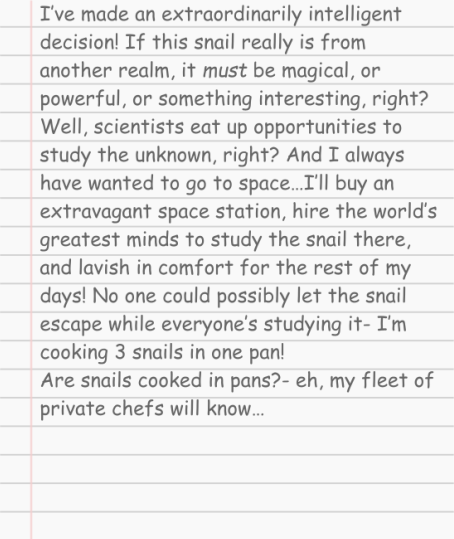 I've made an extraordinarily intelligent
decision! If this snail really is from
another realm, it must be magical, or
powerful, or something interesting, right?
Well, scientists eat up opportunities to
study the unknown, right? And I always
have wanted to go to space...I'll buy an
extravagant space station, hire the world's
greatest minds to study the snail there,
and lavish in comfort for the rest of my
days! No one could possibly let the snail
escape while everyone's studying it- I'm
cooking 3 snails in one pan!
Are snails cooked in pans?- eh, my fleet of
private chefs will know...